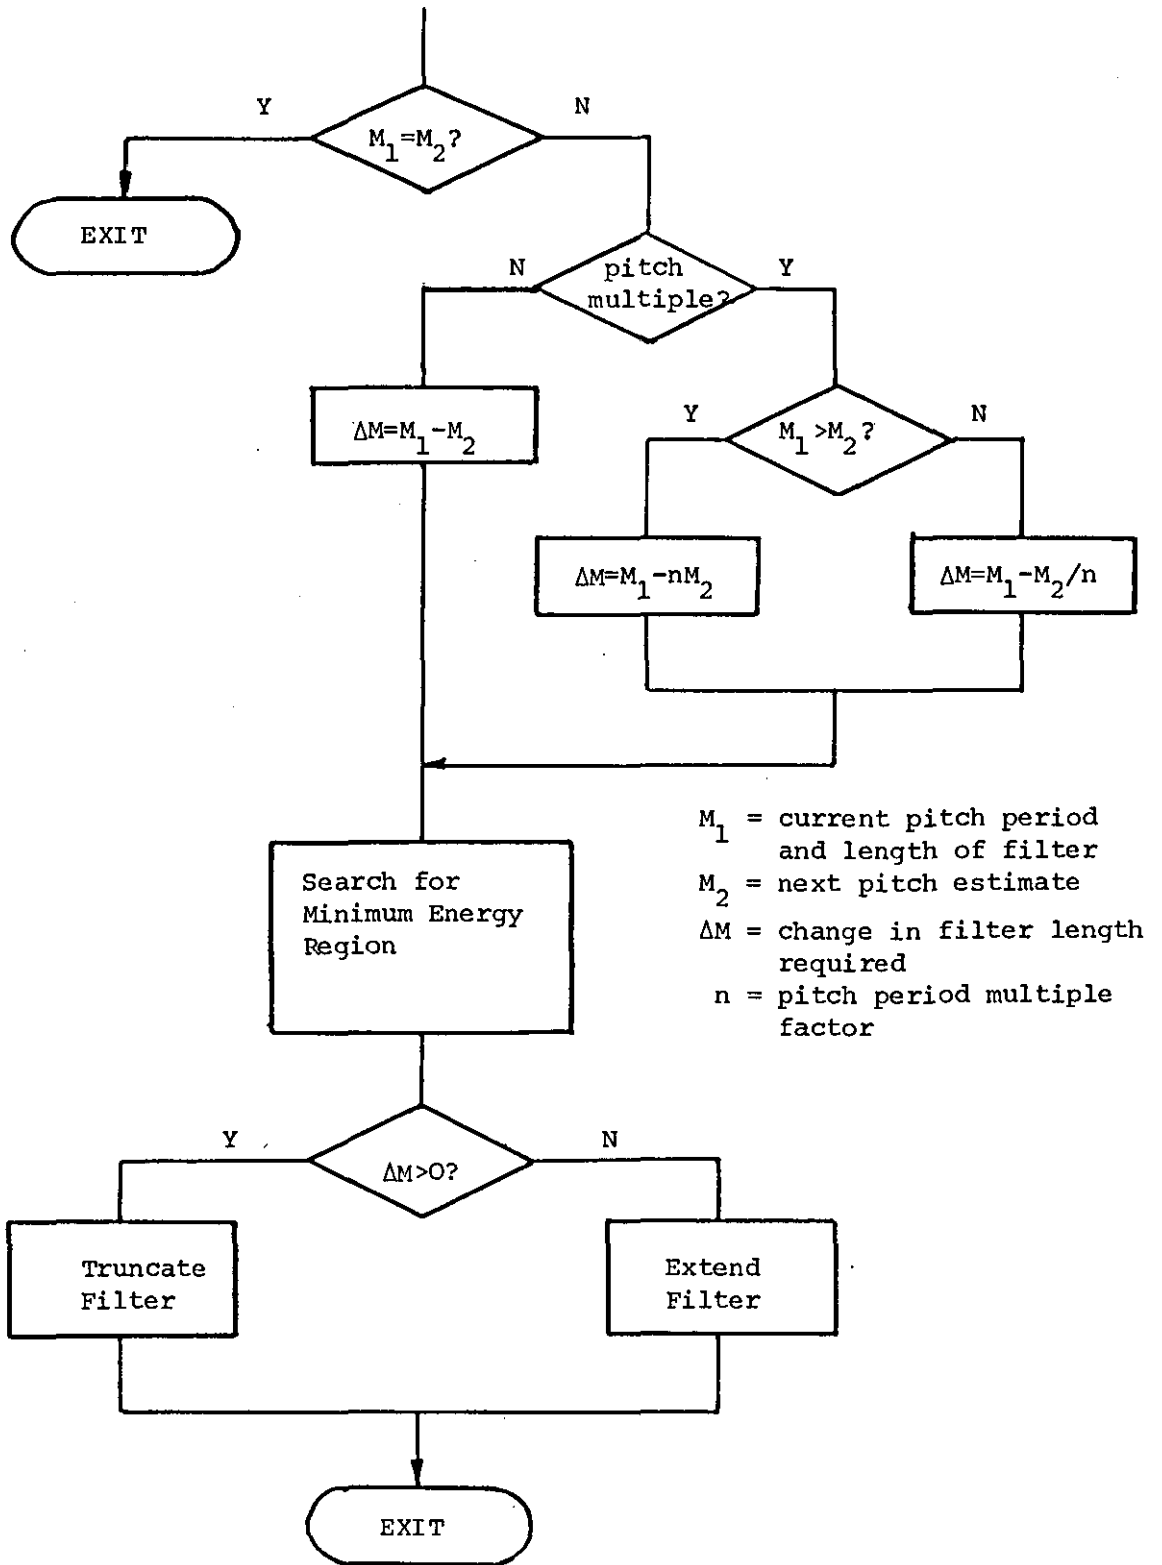 Y
N
M₁=M₂?
EXIT
N
pitch
multiple?
Y
ΔM=M₁-M₂
Y
M₁>M₂?
N
ΔM=M₁-nM₂
ΔM=M₁-M₂/n
M₁ = current pitch period
and length of filter
M₂ = next pitch estimate
ΔM = change in filter length
required
n = pitch period multiple
factor
Search for
Minimum Energy
Region
Y
N
ΔM>O?
Truncate
Filter
Extend
Filter
EXIT